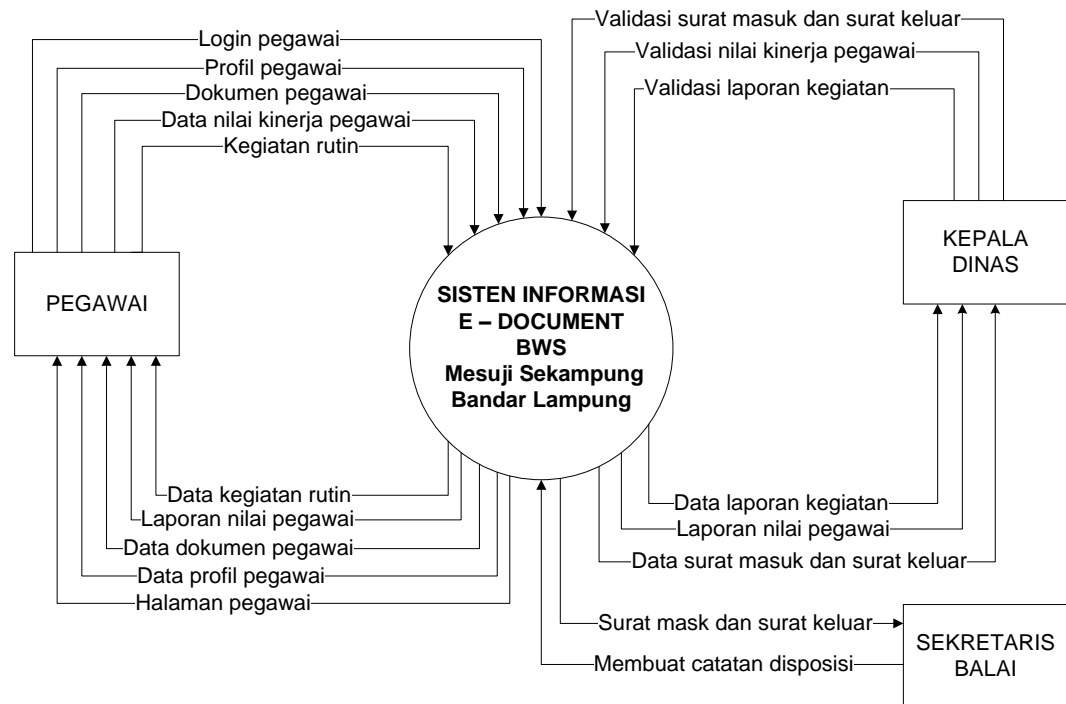 Login pegawai
Profil pegawai
Dokumen pegawai
Data nilai kinerja pegawai
Kegiatan rutin
Validasi surat masuk dan surat keluar
Validasi nilai kinerja pegawai
Validasi laporan kegiatan
PEGAWAI
SISTEN INFORMASI
E – DOCUMENT
BWS
Mesuji Sekampung
Bandar Lampung
KEPALA
DINAS
Data kegiatan rutin
Laporan nilai pegawai
Data dokumen pegawai
Data profil pegawai
Halaman pegawai
Data laporan kegiatan
Laporan nilai pegawai
Data surat masuk dan surat keluar
Surat mask dan surat keluar
Membuat catatan disposisi
SEKRETARIS
BALAI